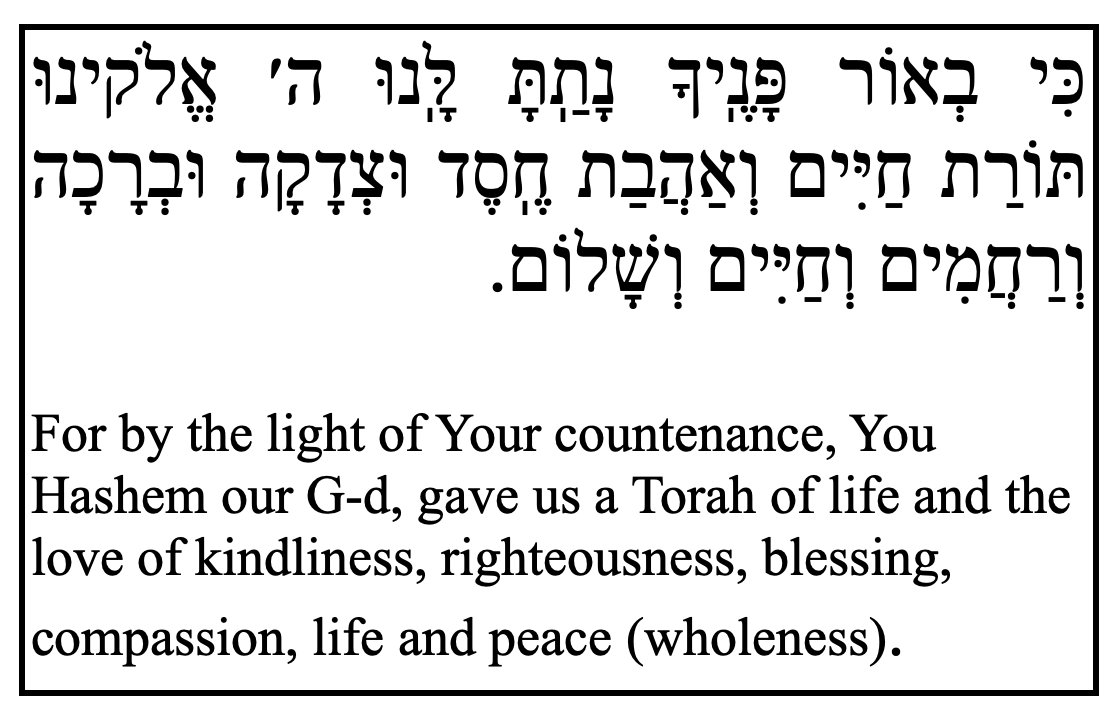 כִּי בְאוֹר פָּנֶֽיךָ נָתַֽתָּ לָּֽנוּ ה׳ אֱלֹקֵינוּ
תּוֹרַת חַיִּים וְאַהֲבַת חֶֽסֶד וּצְדָקָה וּבְרָכָה
וְרַחֲמִים וְחַיִּים וְשָׁלוֹם.
For by the light of Your countenance, You
Hashem our G-d, gave us a Torah of life and the
love of kindliness, righteousness, blessing,
compassion, life and peace (wholeness).